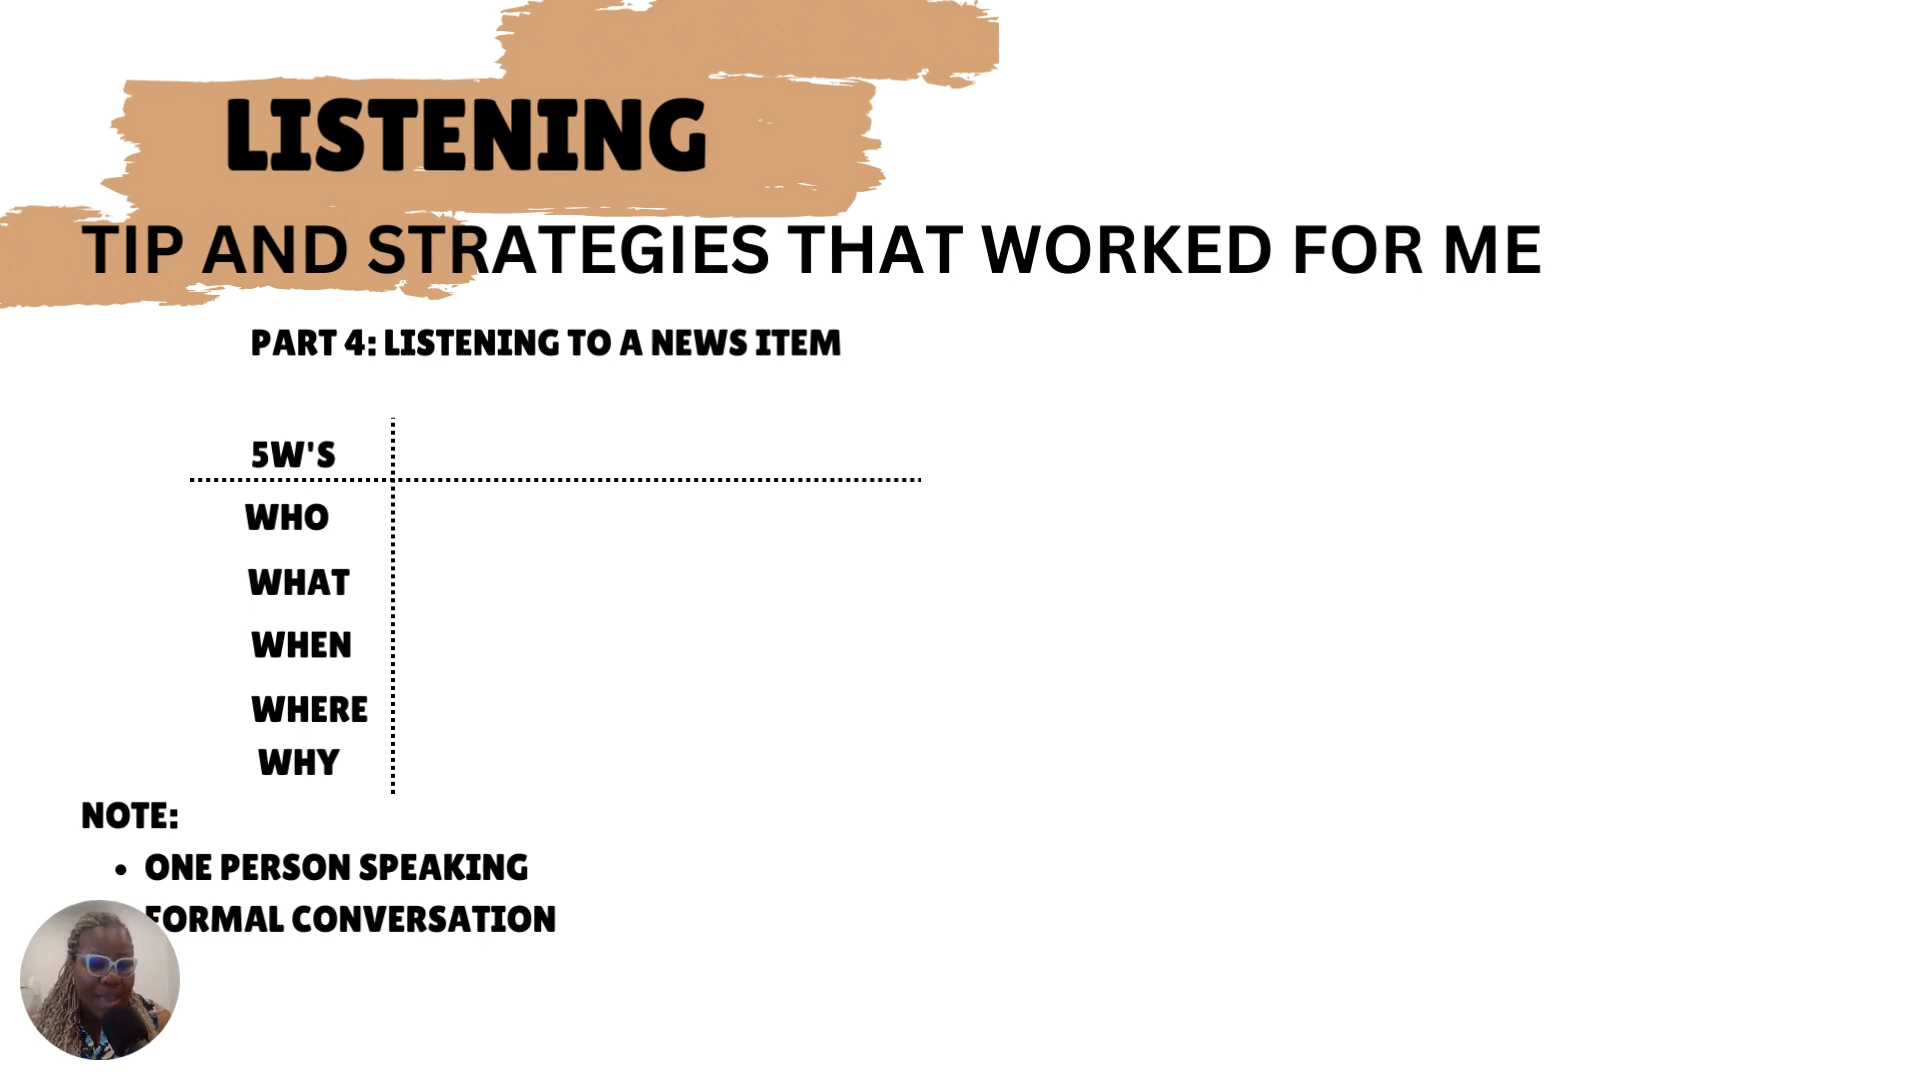 LISTENING
TIP AND STRATEGIES THAT WORKED FOR ME
PART 4: LISTENING TO A NEWS ITEM
5W'S
WHO
WHAT
WHEN
WHERE
WHY
NOTE:
• ONE PERSON SPEAKING
FORMAL CONVERSATION